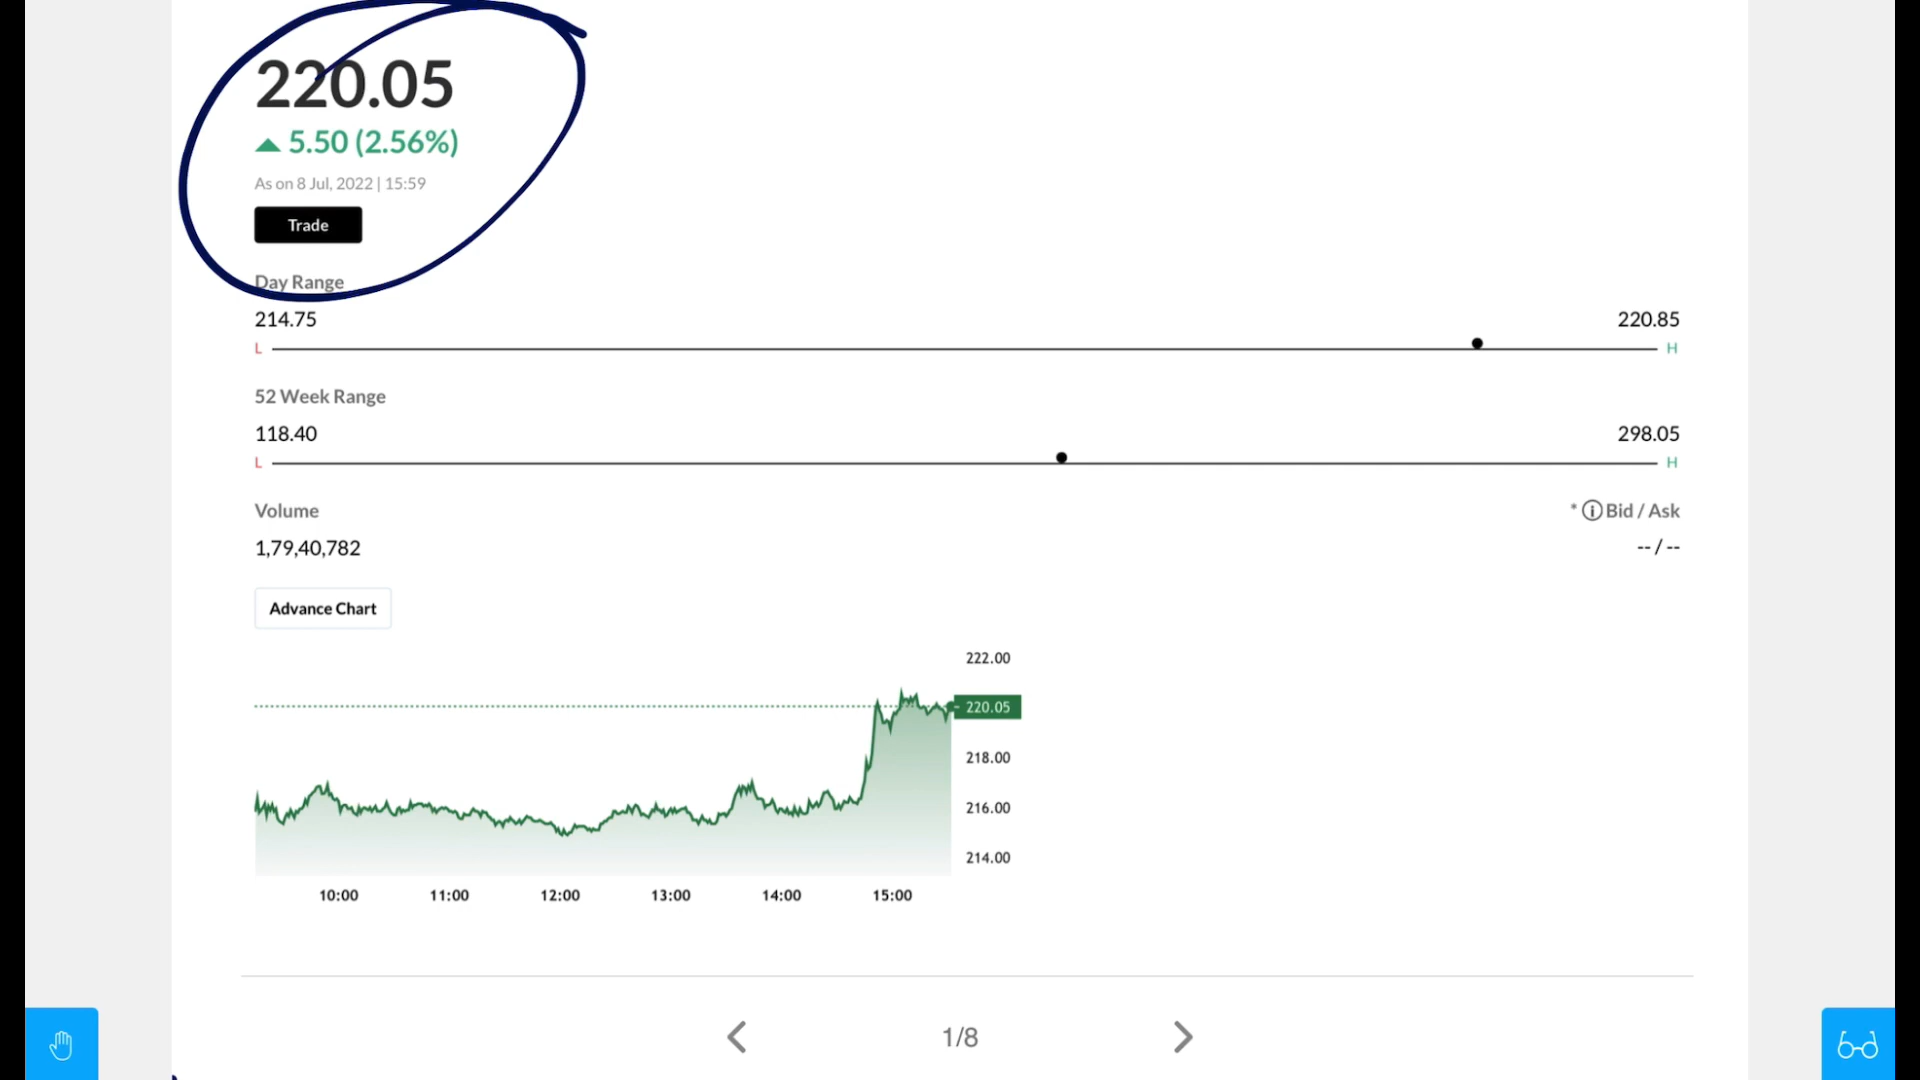 220.05
5.50 (2.56%)
As on 8 Jul, 2022 | 15:59
Trade
Day Range
214.75 220.85
L H
52 Week Range
118.40 298.05
L H
Volume * Bid / Ask
1,79,40,782 -- / --
Advance Chart
222.00
220.05
218.00
216.00
214.00
10:00 11:00 12:00 13:00 14:00 15:00
1/8